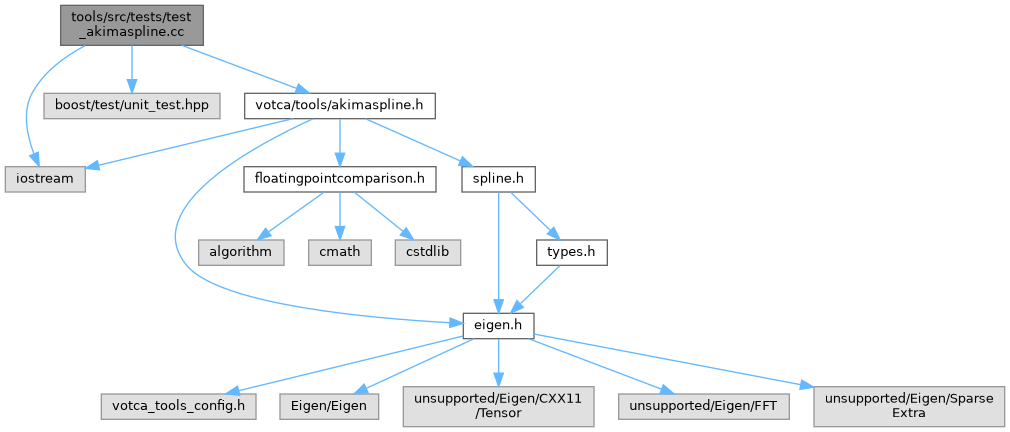 tools/src/tests/test
_akimaspline.cc
boost/test/unit_test.hpp
votca/tools/akimaspline.h
iostream
floatingpointcomparison.h
spline.h
algorithm
cmath
cstdlib
types.h
eigen.h
votca_tools_config.h
Eigen/Eigen
unsupported/Eigen/CXX11
/Tensor
unsupported/Eigen/FFT
unsupported/Eigen/Sparse
Extra